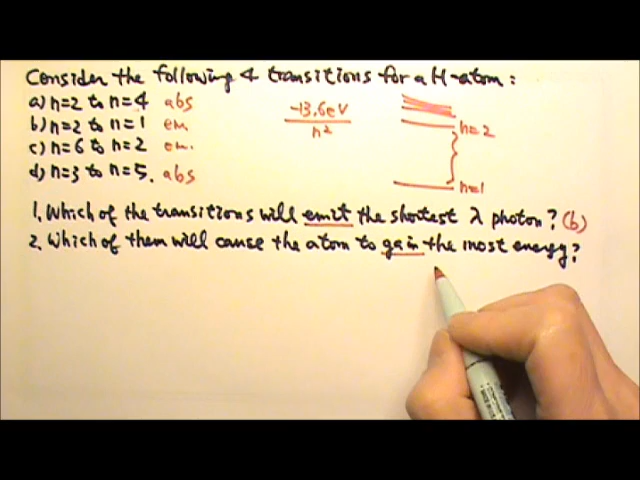 Consider the following 4 transitions for a H-atom:
a) n=2 to n=4 abs
b) n=2 to n=1 em
c) n=6 to n=2 em.
d) n=3 to n=5. abs
-13.6eV
n²
n=2
n=1
1. Which of the transitions will emit the shortest λ photon? (b)
2. Which of them will cause the atom to gain the most energy?